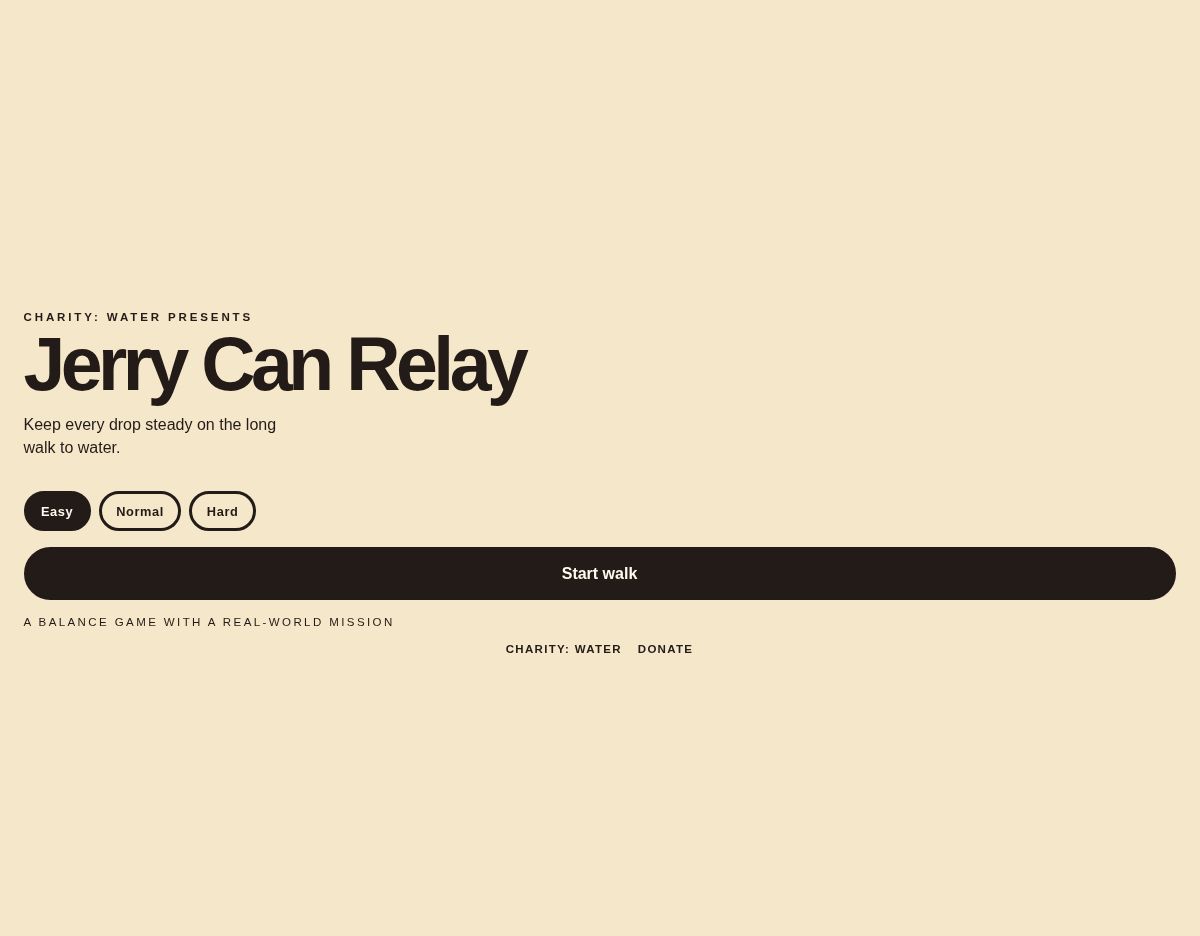 CHARITY: WATER PRESENTS
Jerry Can Relay
Keep every drop steady on the long
walk to water.
Easy Normal Hard
Start walk
A BALANCE GAME WITH A REAL-WORLD MISSION
CHARITY: WATER DONATE